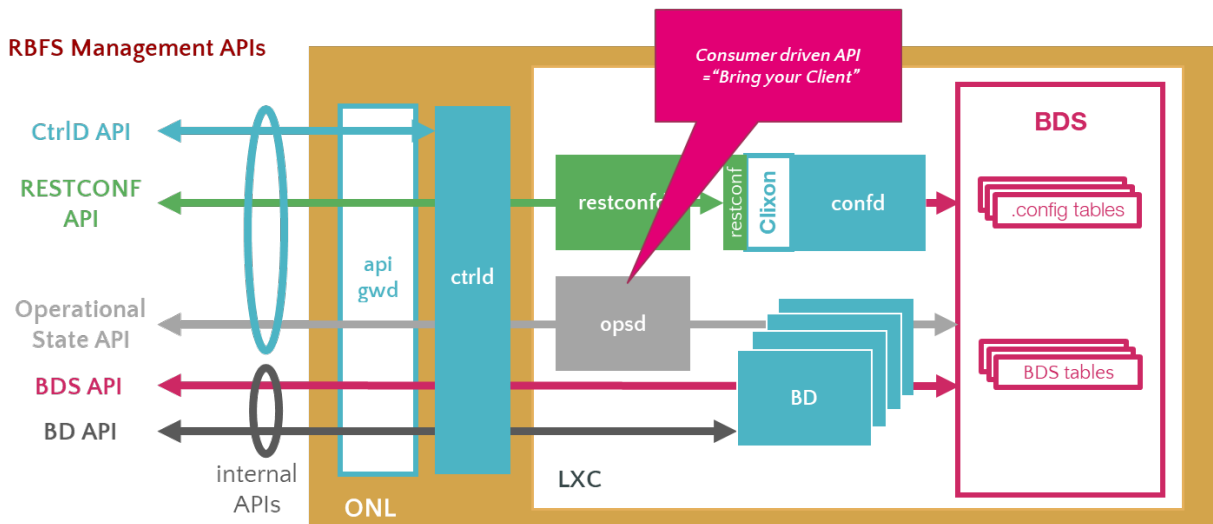 RBFS Management APIs
Consumer driven API
="Bring your Client"
CtrlD API
RESTCONF
API
Operational
State API
BDS API
BD API
internal
APIs
api
gwd
ctrld
ONL
restconfd
restconf
Clixon
confd
opsd
BD
LXC
BDS
.config tables
BDS tables